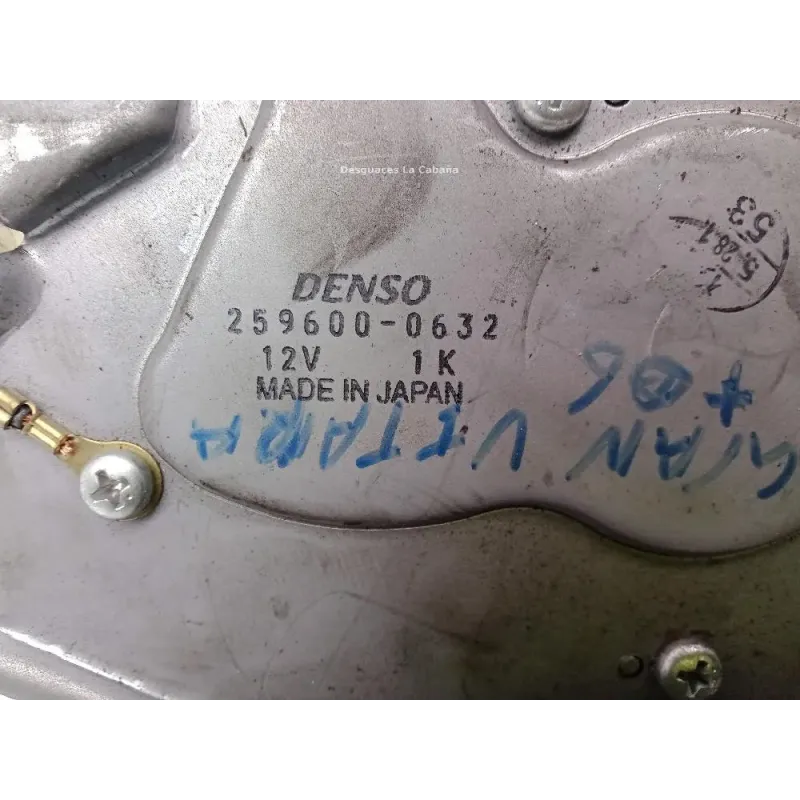 Desguaces La Cabaña
DENSO
259600-0632
12V 1K
MADE IN JAPAN
GRAN VITARA
+06
53